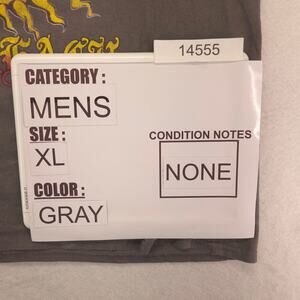 14555
CATEGORY :
MENS
SIZE :
XL
CONDITION NOTES
NONE
COLOR :
GRAY